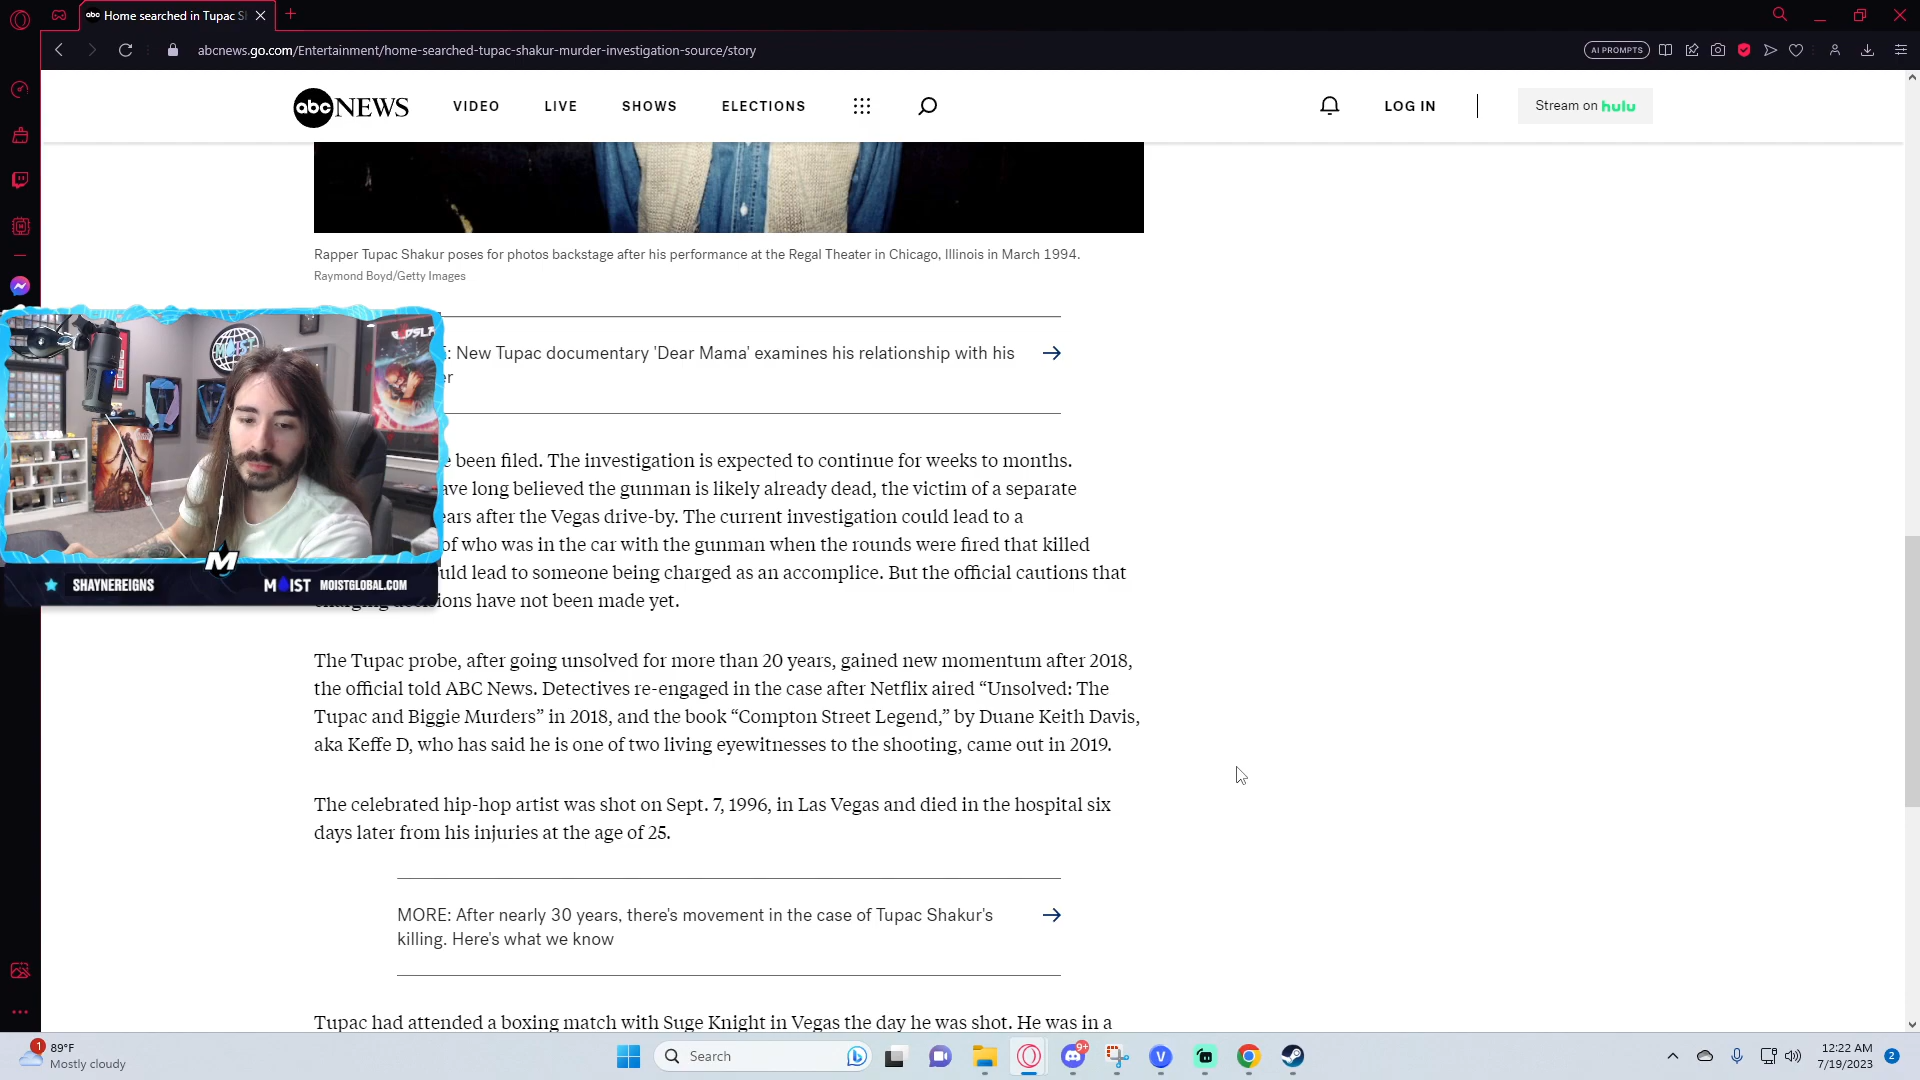 abc Home searched in Tupac S
abcnews.go.com/Entertainment/home-searched-tupac-shakur-murder-investigation-source/story
AI PROMPTS
abc NEWS
VIDEO
LIVE
SHOWS
ELECTIONS
LOG IN
Stream on hulu
Rapper Tupac Shakur poses for photos backstage after his performance at the Regal Theater in Chicago, Illinois in March 1994.
Raymond Boyd/Getty Images
: New Tupac documentary 'Dear Mama' examines his relationship with his
er
been filed. The investigation is expected to continue for weeks to months.
ave long believed the gunman is likely already dead, the victim of a separate
ears after the Vegas drive-by. The current investigation could lead to a
of who was in the car with the gunman when the rounds were fired that killed
uld lead to someone being charged as an accomplice. But the official cautions that
charging decisions have not been made yet.
MOIST
M
SHAYNEREIGNS
MOIST MOISTGLOBAL.COM
The Tupac probe, after going unsolved for more than 20 years, gained new momentum after 2018,
the official told ABC News. Detectives re-engaged in the case after Netflix aired “Unsolved: The
Tupac and Biggie Murders” in 2018, and the book “Compton Street Legend,” by Duane Keith Davis,
aka Keffe D, who has said he is one of two living eyewitnesses to the shooting, came out in 2019.
The celebrated hip-hop artist was shot on Sept. 7, 1996, in Las Vegas and died in the hospital six
days later from his injuries at the age of 25.
MORE: After nearly 30 years, there's movement in the case of Tupac Shakur's
killing. Here's what we know
Tupac had attended a boxing match with Suge Knight in Vegas the day he was shot. He was in a
1
89°F
Mostly cloudy
Search
9+
V
12:22 AM
7/19/2023
2